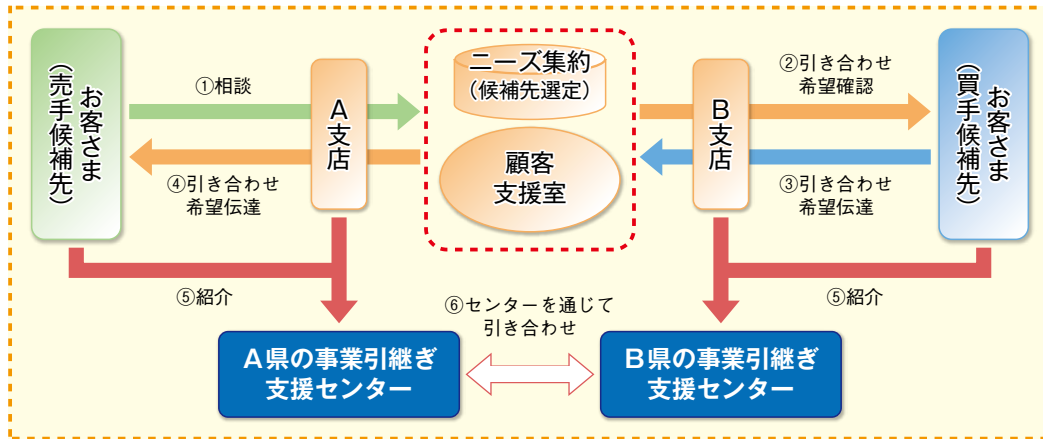 お客さま
（売手候補先）
①相談
④引き合わせ
希望伝達
A支店
ニーズ集約
（候補先選定）
顧客
支援室
B支店
②引き合わせ
希望確認
③引き合わせ
希望伝達
お客さま
（買手候補先）
⑤紹介
⑥センターを通じて
引き合わせ
⑤紹介
A県の事業引継ぎ
支援センター
B県の事業引継ぎ
支援センター